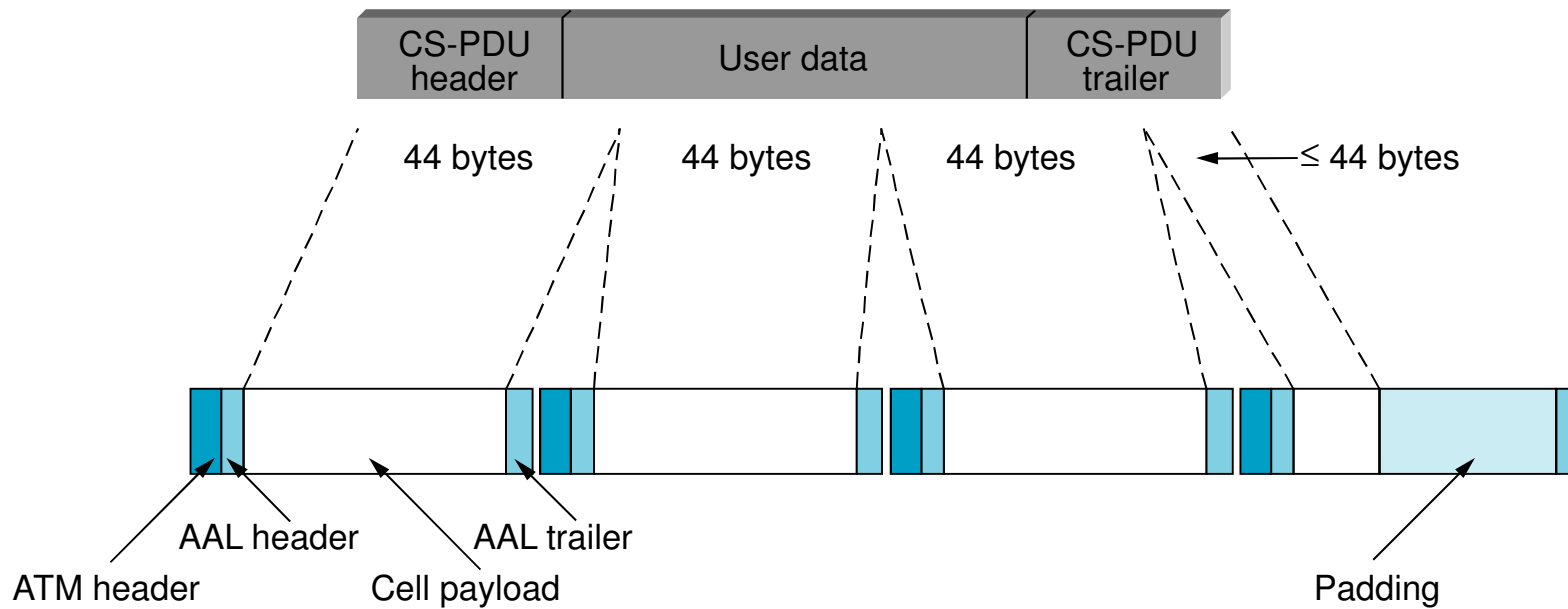 CS-PDU
header
User data
CS-PDU
trailer
44 bytes
44 bytes
44 bytes
≤ 44 bytes
AAL header
AAL trailer
ATM header
Cell payload
Padding